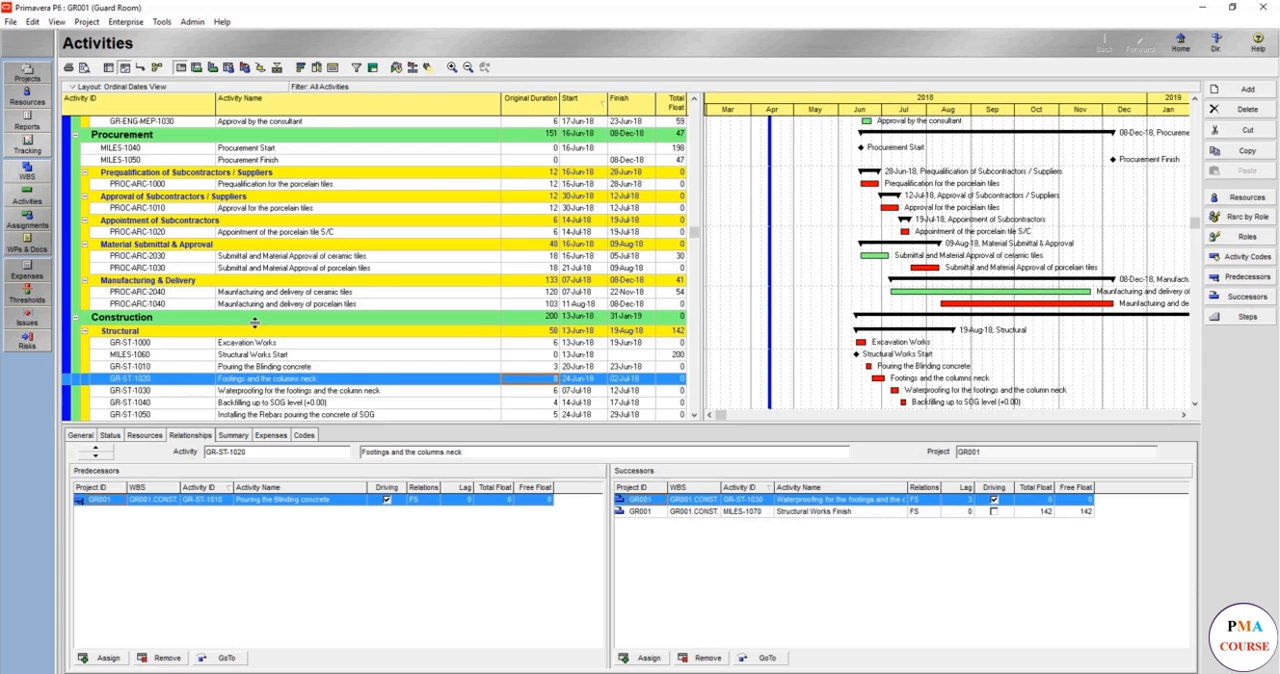 Primavera P6 : GR001 (Guard Room)
File Edit View Project Enterprise Tools Admin Help
Activities
Back Forward Home Dir. Help
Projects
Resources
Reports
Tracking
WBS
Activities
Assignments
WPs & Docs
Expenses
Thresholds
Issues
Risks
Layout: Ordinal Dates View Filter: All Activities
Activity ID Activity Name Original Duration Start Finish Total Float
2018 2019
Mar Apr May Jun Jul Aug Sep Oct Nov Dec Jan
GR-ENG-MEP-1030 Approval by the consultant 6 17-Jun-18 23-Jun-18 59
Procurement 151 16-Jun-18 08-Dec-18 47
MILES-1040 Procurement Start 0 16-Jun-18 198
MILES-1050 Procurement Finish 0 08-Dec-18 47
Prequalification of Subcontractors / Suppliers 12 16-Jun-18 28-Jun-18 0
PROC-ARC-1000 Prequalification for the porcelain tiles 12 16-Jun-18 28-Jun-18 0
Approval of Subcontractors / Suppliers 12 30-Jun-18 12-Jul-18 0
PROC-ARC-1010 Approval for the porcelain tiles 12 30-Jun-18 12-Jul-18 0
Appointment of Subcontractors 6 14-Jul-18 19-Jul-18 0
PROC-ARC-1020 Appointment of the porcelain tile S/C 6 14-Jul-18 19-Jul-18 0
Material Submittal & Approval 48 16-Jun-18 09-Aug-18 0
PROC-ARC-2030 Submittal and Material Approval of ceramic tiles 18 16-Jun-18 05-Jul-18 30
PROC-ARC-1030 Submittal and Material Approval of porcelain tiles 18 21-Jul-18 09-Aug-18 0
Manufacturing & Delivery 133 07-Jul-18 08-Dec-18 41
PROC-ARC-2040 Maunfacturing and delivery of ceramic tiles 120 07-Jul-18 22-Nov-18 54
PROC-ARC-1040 Maunfacturing and delivery of porcelain tiles 103 11-Aug-18 08-Dec-18 0
Construction 200 13-Jun-18 31-Jan-19 0
Structural 58 13-Jun-18 19-Aug-18 142
GR-ST-1000 Excavation Works 6 13-Jun-18 19-Jun-18 0
MILES-1060 Structural Works Start 0 13-Jun-18 200
GR-ST-1010 Pouring the Blinding concrete 3 20-Jun-18 23-Jun-18 0
GR-ST-1020 Footings and the columns neck 8 24-Jun-18 02-Jul-18 0
GR-ST-1030 Waterproofing for the footings and the column neck 6 07-Jul-18 12-Jul-18 0
GR-ST-1040 Backfilling up to SOG level (+0.00) 4 14-Jul-18 17-Jul-18 0
GR-ST-1050 Installing the Rebars pouring the concrete of SOG 5 24-Jul-18 29-Jul-18 0
Approval by the consultant
08-Dec-18, Procureme
Procurement Start
Procurement Finish
28-Jun-18, Prequalification of Subcontractors / Suppliers
Prequalification for the porcelain tiles
12-Jul-18, Approval of Subcontractors / Suppliers
Approval for the porcelain tiles
19-Jul-18, Appointment of Subcontractors
Appointment of the porcelain tile S/C
09-Aug-18, Material Submittal & Approval
Submittal and Material Approval of ceramic tiles
Submittal and Material Approval of porcelain tiles
08-Dec-18, Manufact.
Maunfacturing and delivery of
Maunfacturing and de
19-Aug-18, Structural
Excavation Works
Structural Works Start
Pouring the Blinding concrete
Footings and the columns neck
Waterproofing for the footings and the column neck
Backfilling up to SOG level (+0.00)
Add
Delete
Cut
Copy
Paste
Resources
Rsrc by Role
Roles
Activity Codes
Predecessors
Successors
Steps
General Status Resources Relationships Summary Expenses Codes
Activity GR-ST-1020 Footings and the columns neck Project GR001
Predecessors
Project ID WBS Activity ID Activity Name Driving Relations Lag Total Float Free Float
GR001 GR001.CONST GR-ST-1010 Pouring the Blinding concrete FS 0 0 0
Assign Remove GoTo
Successors
Project ID WBS Activity ID Activity Name Relations Lag Driving Total Float Free Float
GR001 GR001.CONST. GR-ST-1030 Waterproofing for the footings and the c FS 3 0 0
GR001 GR001.CONST. MILES-1070 Structural Works Finish FS 0 142 142
Assign Remove GoTo
PMA
COURSE